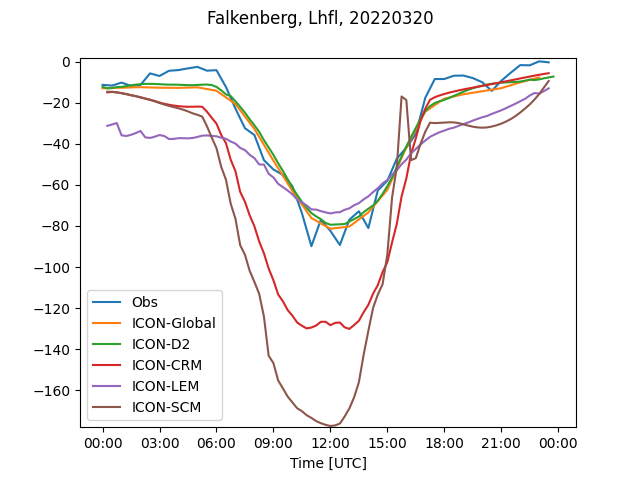 Falkenberg, Lhfl, 20220320
0
−20
−40
−60
−80
−100
−120
−140
−160
Obs
ICON-Global
ICON-D2
ICON-CRM
ICON-LEM
ICON-SCM
00:00 03:00 06:00 09:00 12:00 15:00 18:00 21:00 00:00
Time [UTC]